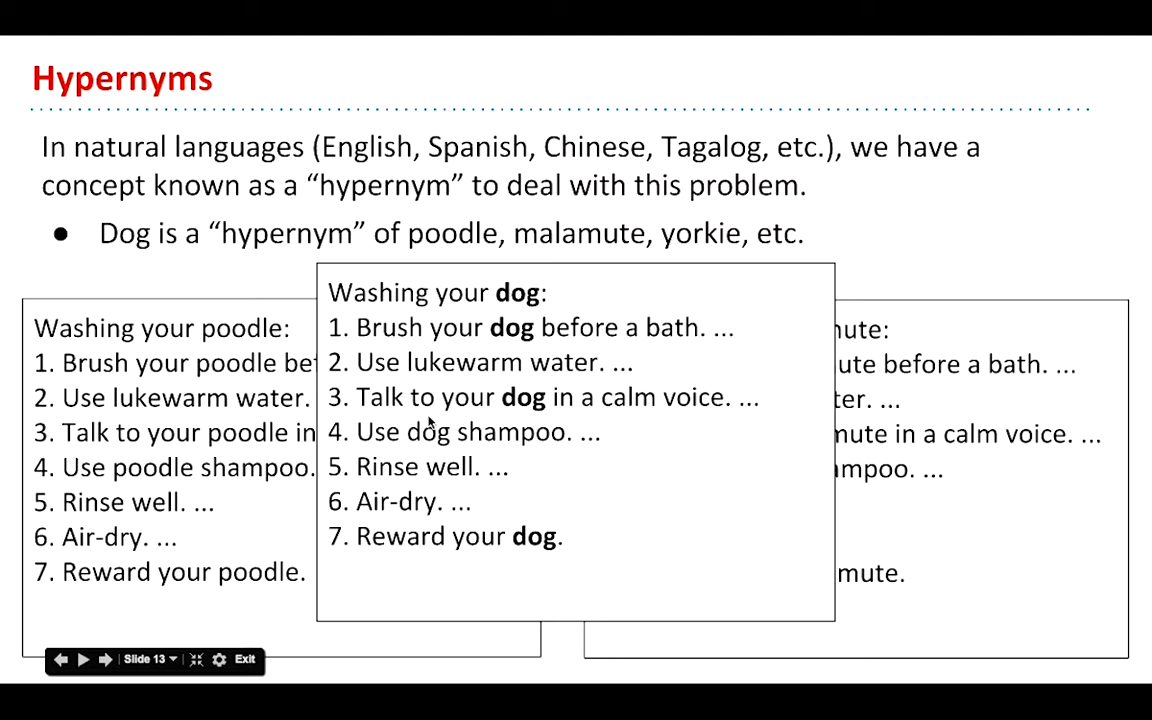 Hypernyms
In natural languages (English, Spanish, Chinese, Tagalog, etc.), we have a
concept known as a “hypernym” to deal with this problem.
● Dog is a “hypernym” of poodle, malamute, yorkie, etc.
Washing your poodle:
1. Brush your poodle bef
2. Use lukewarm water.
3. Talk to your poodle in
4. Use poodle shampoo.
5. Rinse well. ...
6. Air-dry. ...
7. Reward your poodle.
Washing your dog:
1. Brush your dog before a bath. ...
2. Use lukewarm water. ...
3. Talk to your dog in a calm voice. ...
4. Use dog shampoo. ...
5. Rinse well. ...
6. Air-dry. ...
7. Reward your dog.
ute:
ute before a bath. ...
ter. ...
mute in a calm voice. ...
ampoo. ...
mute.
Slide 13 Exit